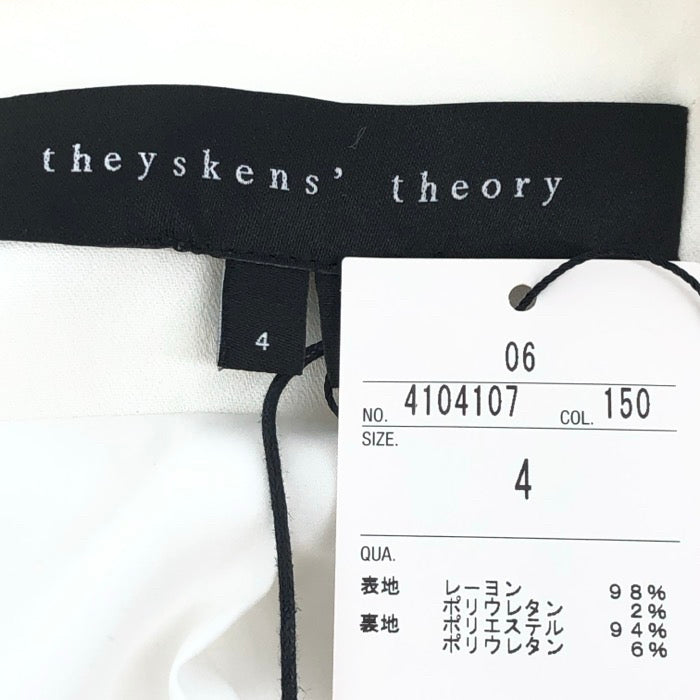 theyskens' theory
4
06
NO. 4104107 COL. 150
SIZE.
4
QUA.
表地 レーヨン 98%
ポリウレタン 2%
裏地 ポリエステル 94%
ポリウレタン 6%